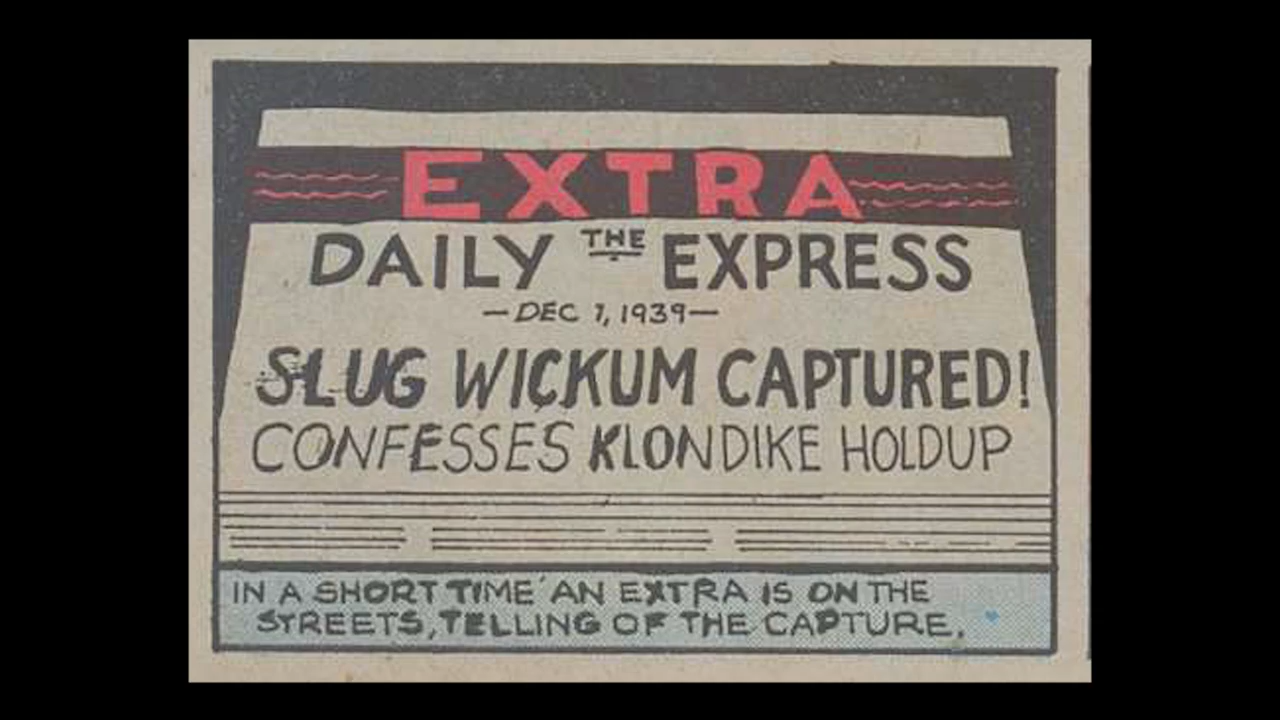 EXTRA
DAILY THE EXPRESS
—DEC 7, 1939—
SLUG WICKUM CAPTURED!
CONFESSES KLONDIKE HOLDUP
IN A SHORT TIME AN EXTRA IS ON THE
STREETS, TELLING OF THE CAPTURE.